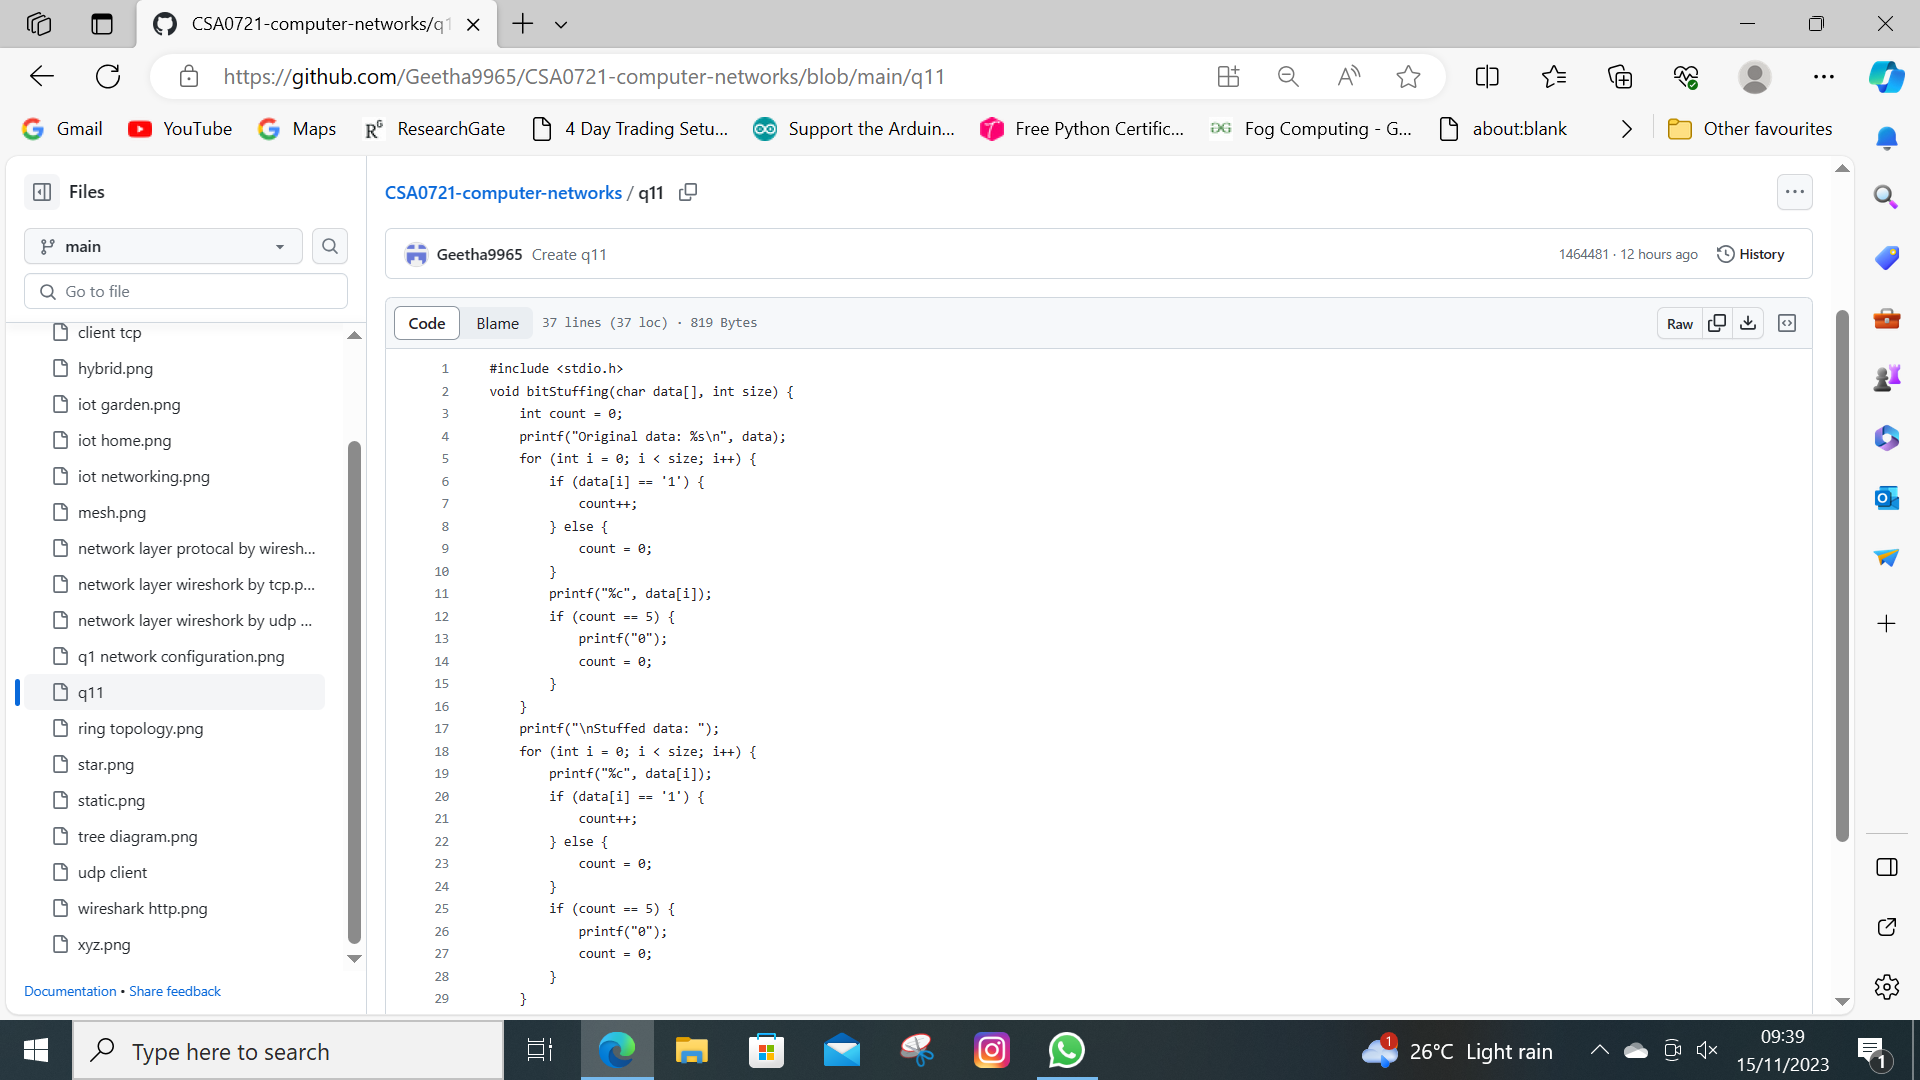 CSA0721-computer-networks/q1
https://github.com/Geetha9965/CSA0721-computer-networks/blob/main/q11
Gmail
YouTube
Maps
ResearchGate
4 Day Trading Setu...
Support the Arduin...
Free Python Certific...
Fog Computing - G...
about:blank
Other favourites
Files
CSA0721-computer-networks / q11
main
Go to file
Geetha9965 Create q11
1464481 · 12 hours ago
History
Code Blame 37 lines (37 loc) · 819 Bytes
Raw
client tcp
hybrid.png
iot garden.png
iot home.png
iot networking.png
mesh.png
network layer protocal by wiresh...
network layer wireshork by tcp.p...
network layer wireshork by udp ...
q1 network configuration.png
q11
ring topology.png
star.png
static.png
tree diagram.png
udp client
wireshark http.png
xyz.png
Documentation • Share feedback
1 #include <stdio.h>
2 void bitStuffing(char data[], int size) {
3 int count = 0;
4 printf("Original data: %s\n", data);
5 for (int i = 0; i < size; i++) {
6 if (data[i] == '1') {
7 count++;
8 } else {
9 count = 0;
10 }
11 printf("%c", data[i]);
12 if (count == 5) {
13 printf("0");
14 count = 0;
15 }
16 }
17 printf("\nStuffed data: ");
18 for (int i = 0; i < size; i++) {
19 printf("%c", data[i]);
20 if (data[i] == '1') {
21 count++;
22 } else {
23 count = 0;
24 }
25 if (count == 5) {
26 printf("0");
27 count = 0;
28 }
29 }
Type here to search
1
26°C Light rain
09:39
15/11/2023
1